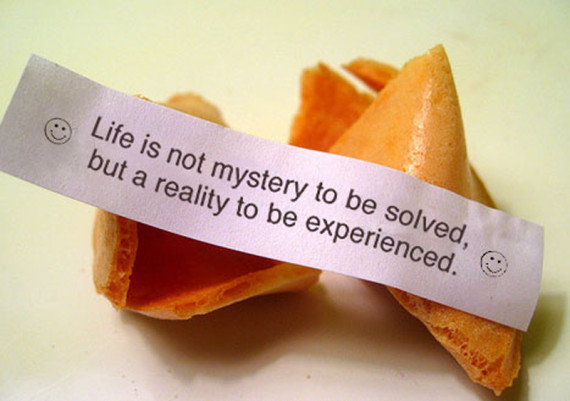 Life is not mystery to be solved,
but a reality to be experienced.